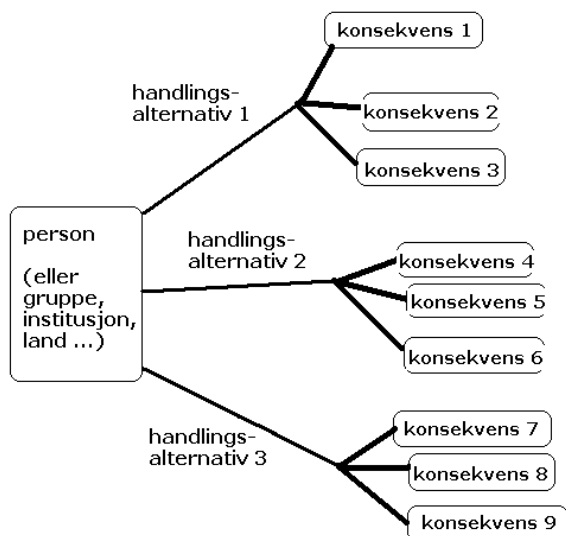 konsekvens 1
handlings-
alternativ 1
konsekvens 2
konsekvens 3
person
(eller
gruppe,
institusjon,
land ...)
handlings-
alternativ 2
konsekvens 4
konsekvens 5
konsekvens 6
handlings-
alternativ 3
konsekvens 7
konsekvens 8
konsekvens 9